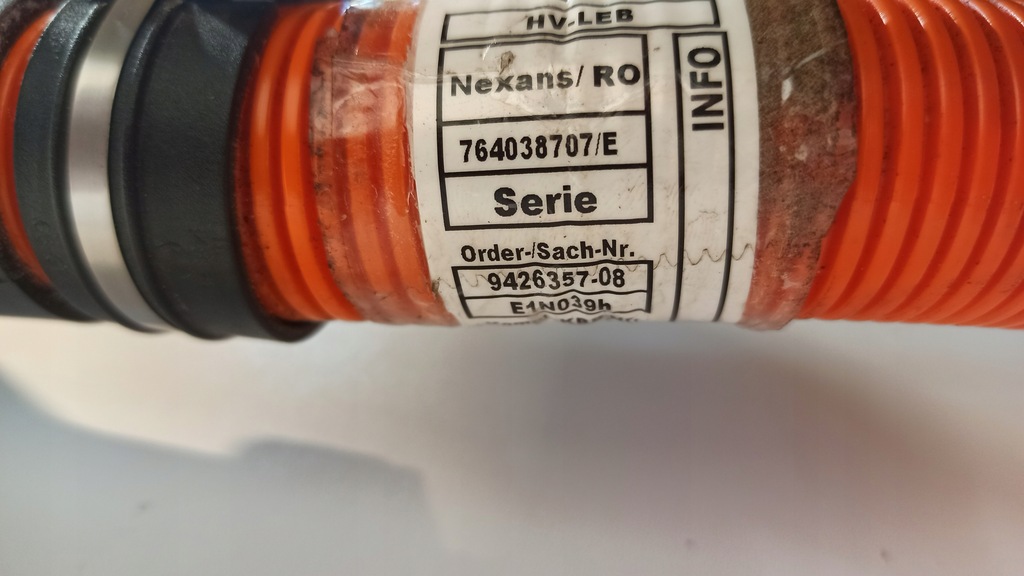 HV-LEB
Nexans/ RO
764038707/E
Serie
Order-/Sach-Nr.
9426357-08
E1N039h
INFO